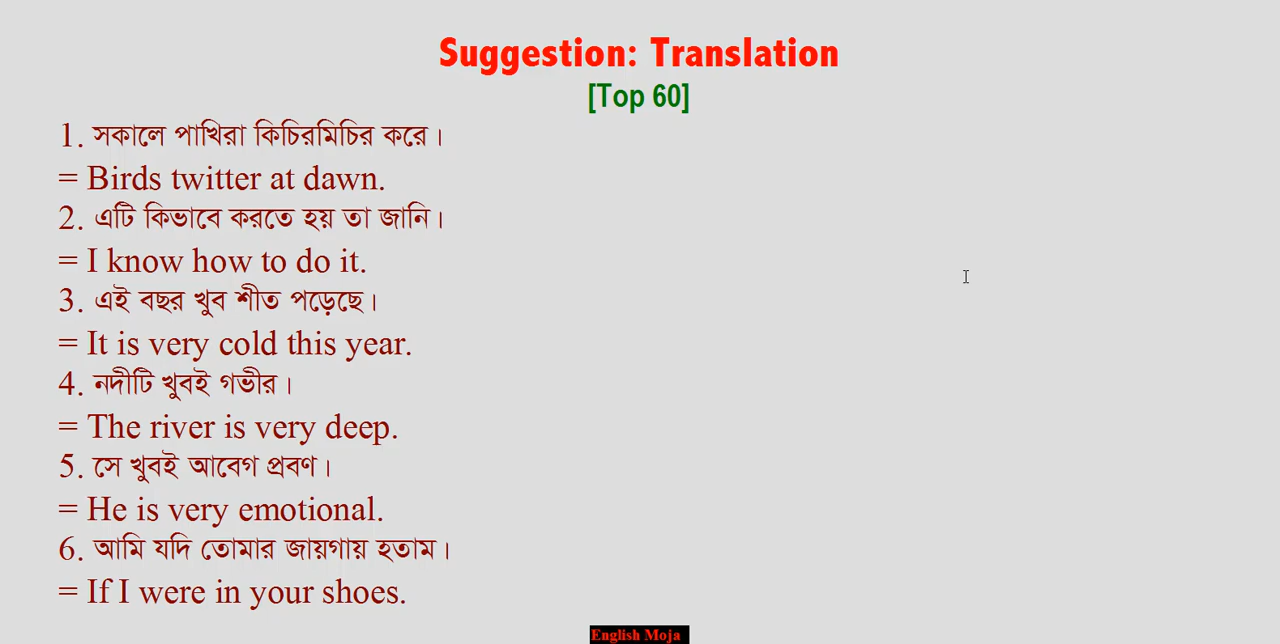 Suggestion: Translation
[Top 60]
1. সকালে পাখিরা কিচিরমিচির করে।
= Birds twitter at dawn.
2. এটি কিভাবে করতে হয় তা জানি।
= I know how to do it.
3. এই বছর খুব শীত পড়েছে।
= It is very cold this year.
4. নদীটি খুবই গভীর।
= The river is very deep.
5. সে খুবই আবেগ প্রবণ।
= He is very emotional.
6. আমি যদি তোমার জায়গায় হতাম।
= If I were in your shoes.
English Moja